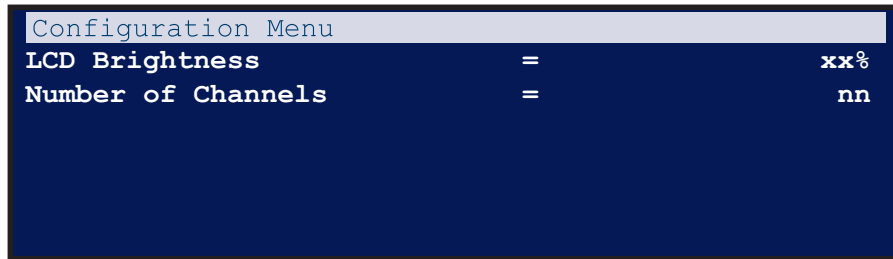 Configuration Menu
LCD Brightness = xx%
Number of Channels = nn